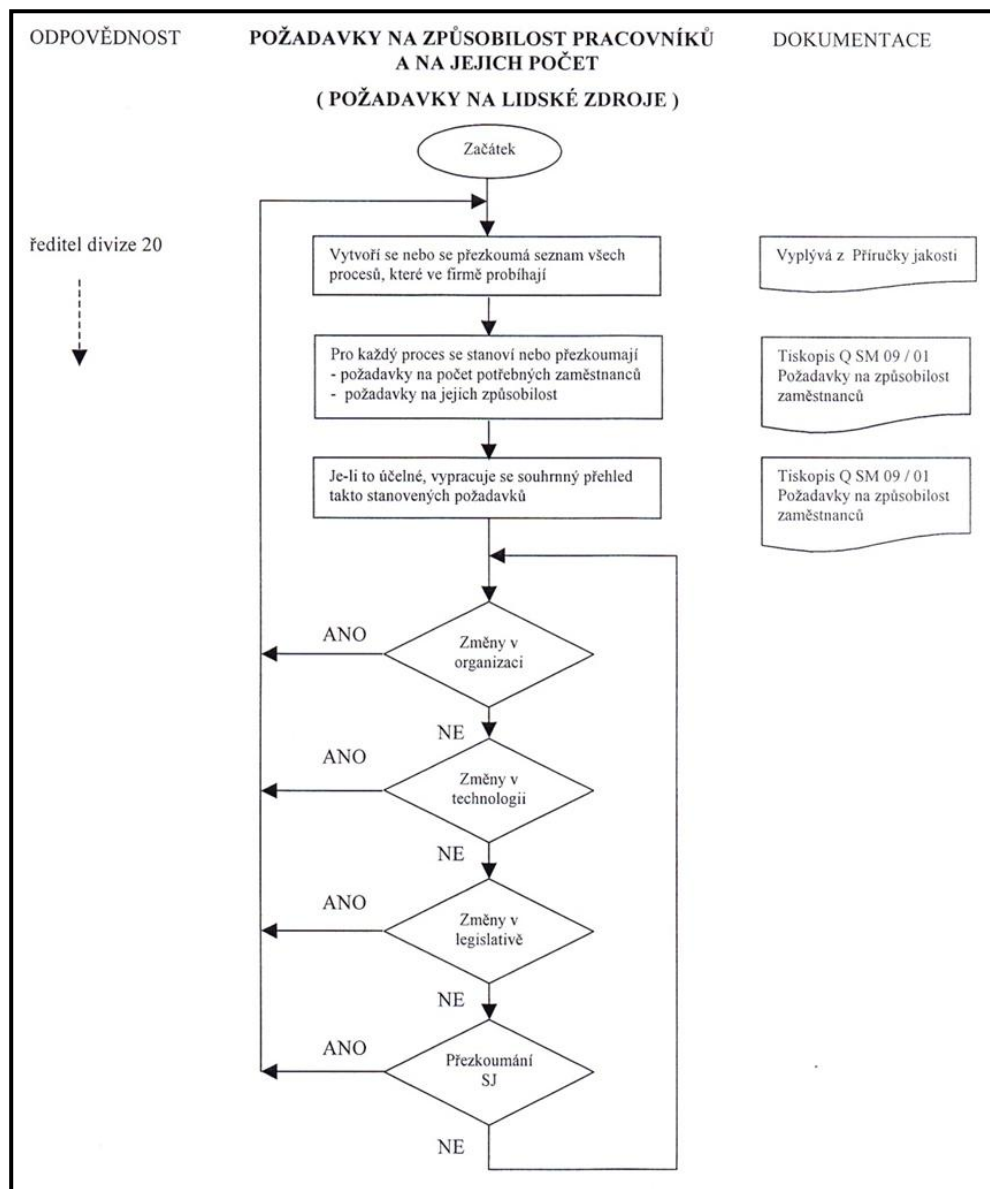 ODPOVĚDNOST
POŽADAVKY NA ZPŮSOBILOST PRACOVNÍKŮ
A NA JEJICH POČET
( POŽADAVKY NA LIDSKÉ ZDROJE )
DOKUMENTACE
Začátek
ředitel divize 20
Vytvoří se nebo se přezkoumá seznam všech
procesů, které ve firmě probíhají
Vyplývá z Příručky jakosti
Pro každý proces se stanoví nebo přezkoumají
- požadavky na počet potřebných zaměstnanců
- požadavky na jejich způsobilost
Tiskopis Q SM 09 / 01
Požadavky na způsobilost
zaměstnanců
Je-li to účelné, vypracuje se souhrnný přehled
takto stanovených požadavků
Tiskopis Q SM 09 / 01
Požadavky na způsobilost
zaměstnanců
ANO
Změny v
organizaci
NE
ANO
Změny v
technologii
NE
ANO
Změny v
legislativě
NE
ANO
Přezkoumání
SJ
NE